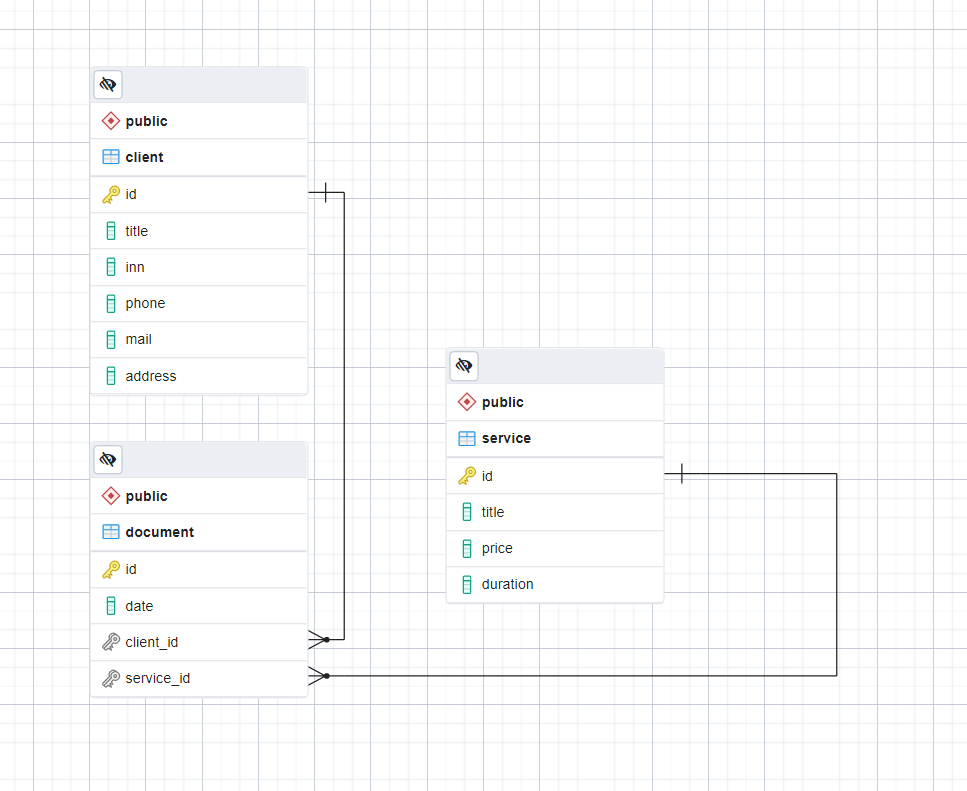 public
client
id
title
inn
phone
mail
address
public
document
id
date
client_id
service_id
public
service
id
title
price
duration